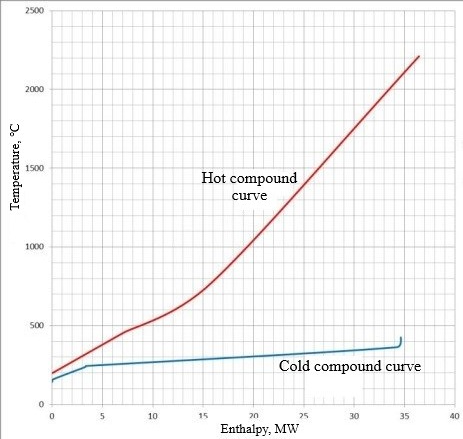 2500
2000
1500
1000
500
0
Temperature, °C
Hot compound
curve
Cold compound curve
0 5 10 15 20 25 30 35 40
Enthalpy, MW